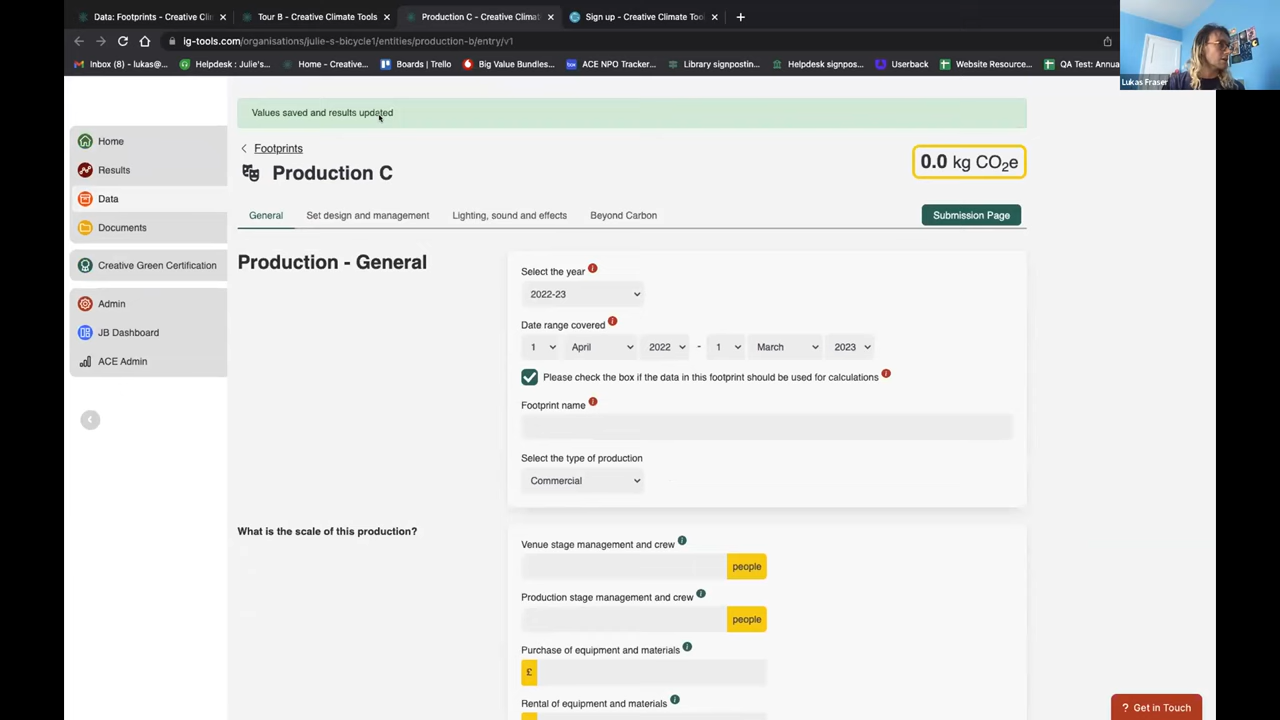 Data: Footprints - Creative Cli
Tour B - Creative Climate Tools
Production C - Creative Climat
Sign up - Creative Climate Too
ig-tools.com/organisations/julie-s-bicycle1/entities/production-b/entry/v1
Inbox (8) - lukas@...
Helpdesk : Julie's...
Home - Creative...
Boards | Trello
Big Value Bundles...
ACE NPO Tracker...
Library signposting...
Helpdesk signpos...
Userback
Website Resource...
QA Test: Annua
Lukas Fraser
Values saved and results updated
Home
Results
Data
Documents
Creative Green Certification
Admin
JB Dashboard
ACE Admin
Footprints
Production C
0.0 kg CO2e
General
Set design and management
Lighting, sound and effects
Beyond Carbon
Submission Page
Production - General
Select the year
2022-23
Date range covered
1 April 2022 - 1 March 2023
Please check the box if the data in this footprint should be used for calculations
Footprint name
Select the type of production
Commercial
What is the scale of this production?
Venue stage management and crew
people
Production stage management and crew
people
Purchase of equipment and materials
£
Rental of equipment and materials
? Get in Touch